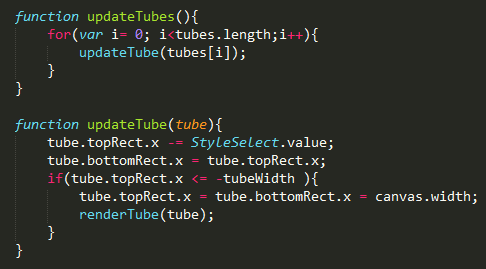 function updateTubes(){
for(var i= 0; i<tubes.length;i++){
updateTube(tubes[i]);
}
}
function updateTube(tube){
tube.topRect.x -= StyleSelect.value;
tube.bottomRect.x = tube.topRect.x;
if(tube.topRect.x <= -tubeWidth ){
tube.topRect.x = tube.bottomRect.x = canvas.width;
renderTube(tube);
}
}